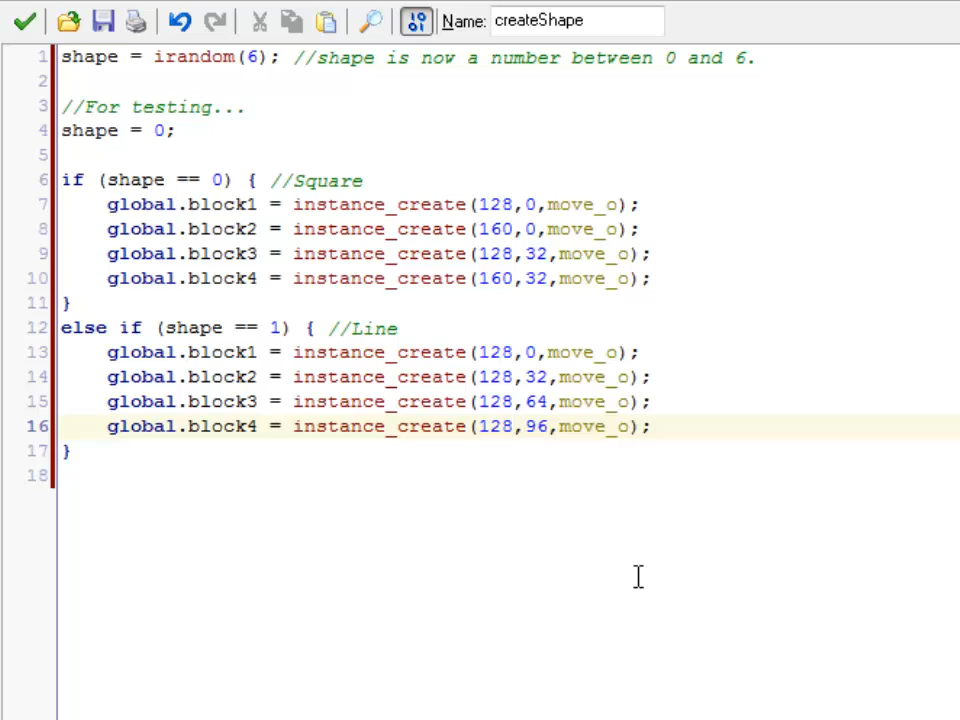 Name: createShape
1 shape = irandom(6); //shape is now a number between 0 and 6.
2
3 //For testing...
4 shape = 0;
5
6 if (shape == 0) { //Square
7     global.block1 = instance_create(128,0,move_o);
8     global.block2 = instance_create(160,0,move_o);
9     global.block3 = instance_create(128,32,move_o);
10     global.block4 = instance_create(160,32,move_o);
11 }
12 else if (shape == 1) { //Line
13     global.block1 = instance_create(128,0,move_o);
14     global.block2 = instance_create(128,32,move_o);
15     global.block3 = instance_create(128,64,move_o);
16     global.block4 = instance_create(128,96,move_o);
17 }
18